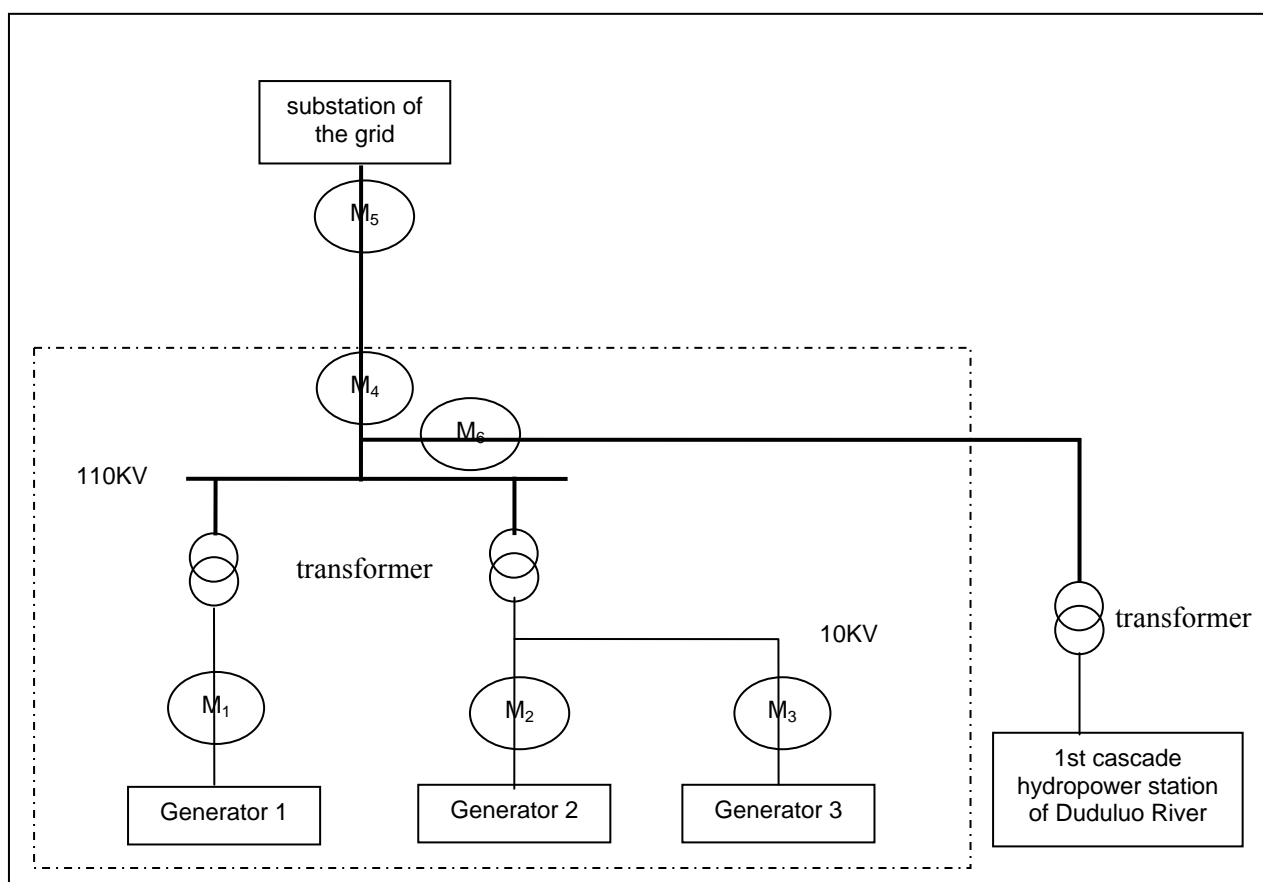 substation of
the grid
M₅
M₄
M₆
110KV
transformer
transformer
10KV
M₁
M₂
M₃
Generator 1
Generator 2
Generator 3
1st cascade
hydropower station
of Duduluo River